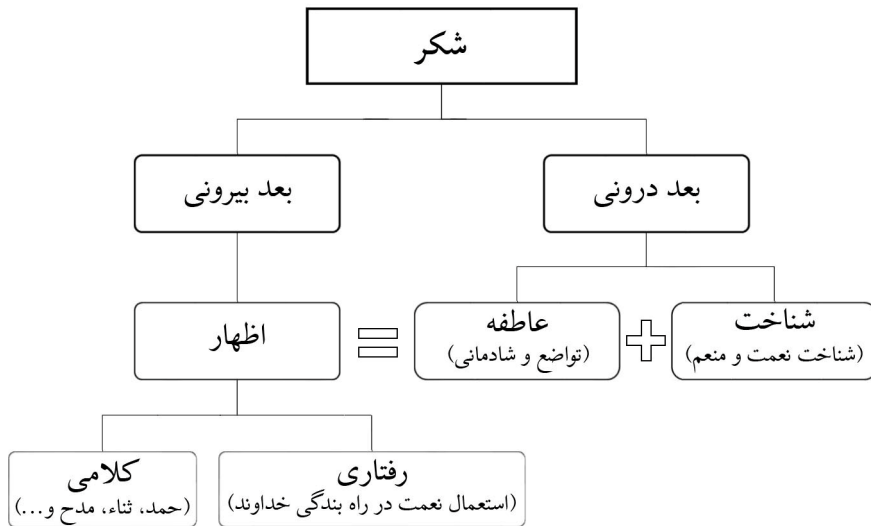 شکر
بعد درونی
بعد بیرونی
شناخت
(شناخت نعمت و منعم)
عاطفه
(تواضع و شادمانی)
اظهار
رفتاری
(استعمال نعمت در راه بندگی خداوند)
کلامی
(حمد، ثناء، مدح و...)